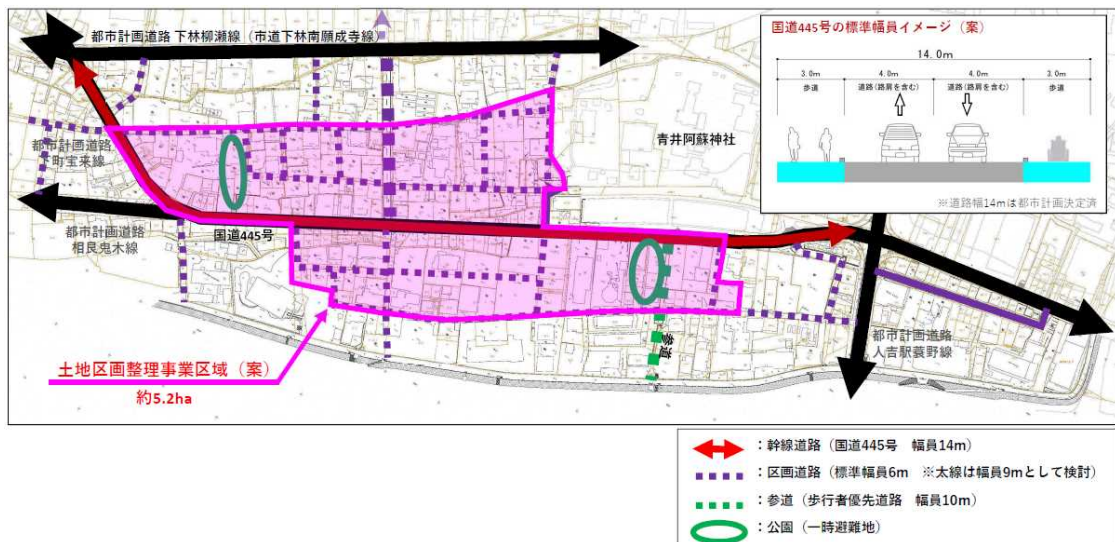 都市計画道路 下林柳瀬線（市道下林南願成寺線）
国道445号の標準幅員イメージ（案）
14. 0m
3.0m
4.0m
4.0m
3.0m
歩道
道路(路肩を含む)
道路(路肩を含む)
歩道
※道路幅14mは都市計画決定済
青井阿蘇神社
都市計画道路
下町宝来線
都市計画道路
相良鬼木線
国道445号
都市計画道路
人吉駅蓑野線
参道
土地区画整理事業区域（案）
約5.2ha
：幹線道路（国道445号　幅員14m）
：区画道路（標準幅員6m　※太線は幅員9mとして検討）
：参道（歩行者優先道路　幅員10m）
：公園（一時避難地）